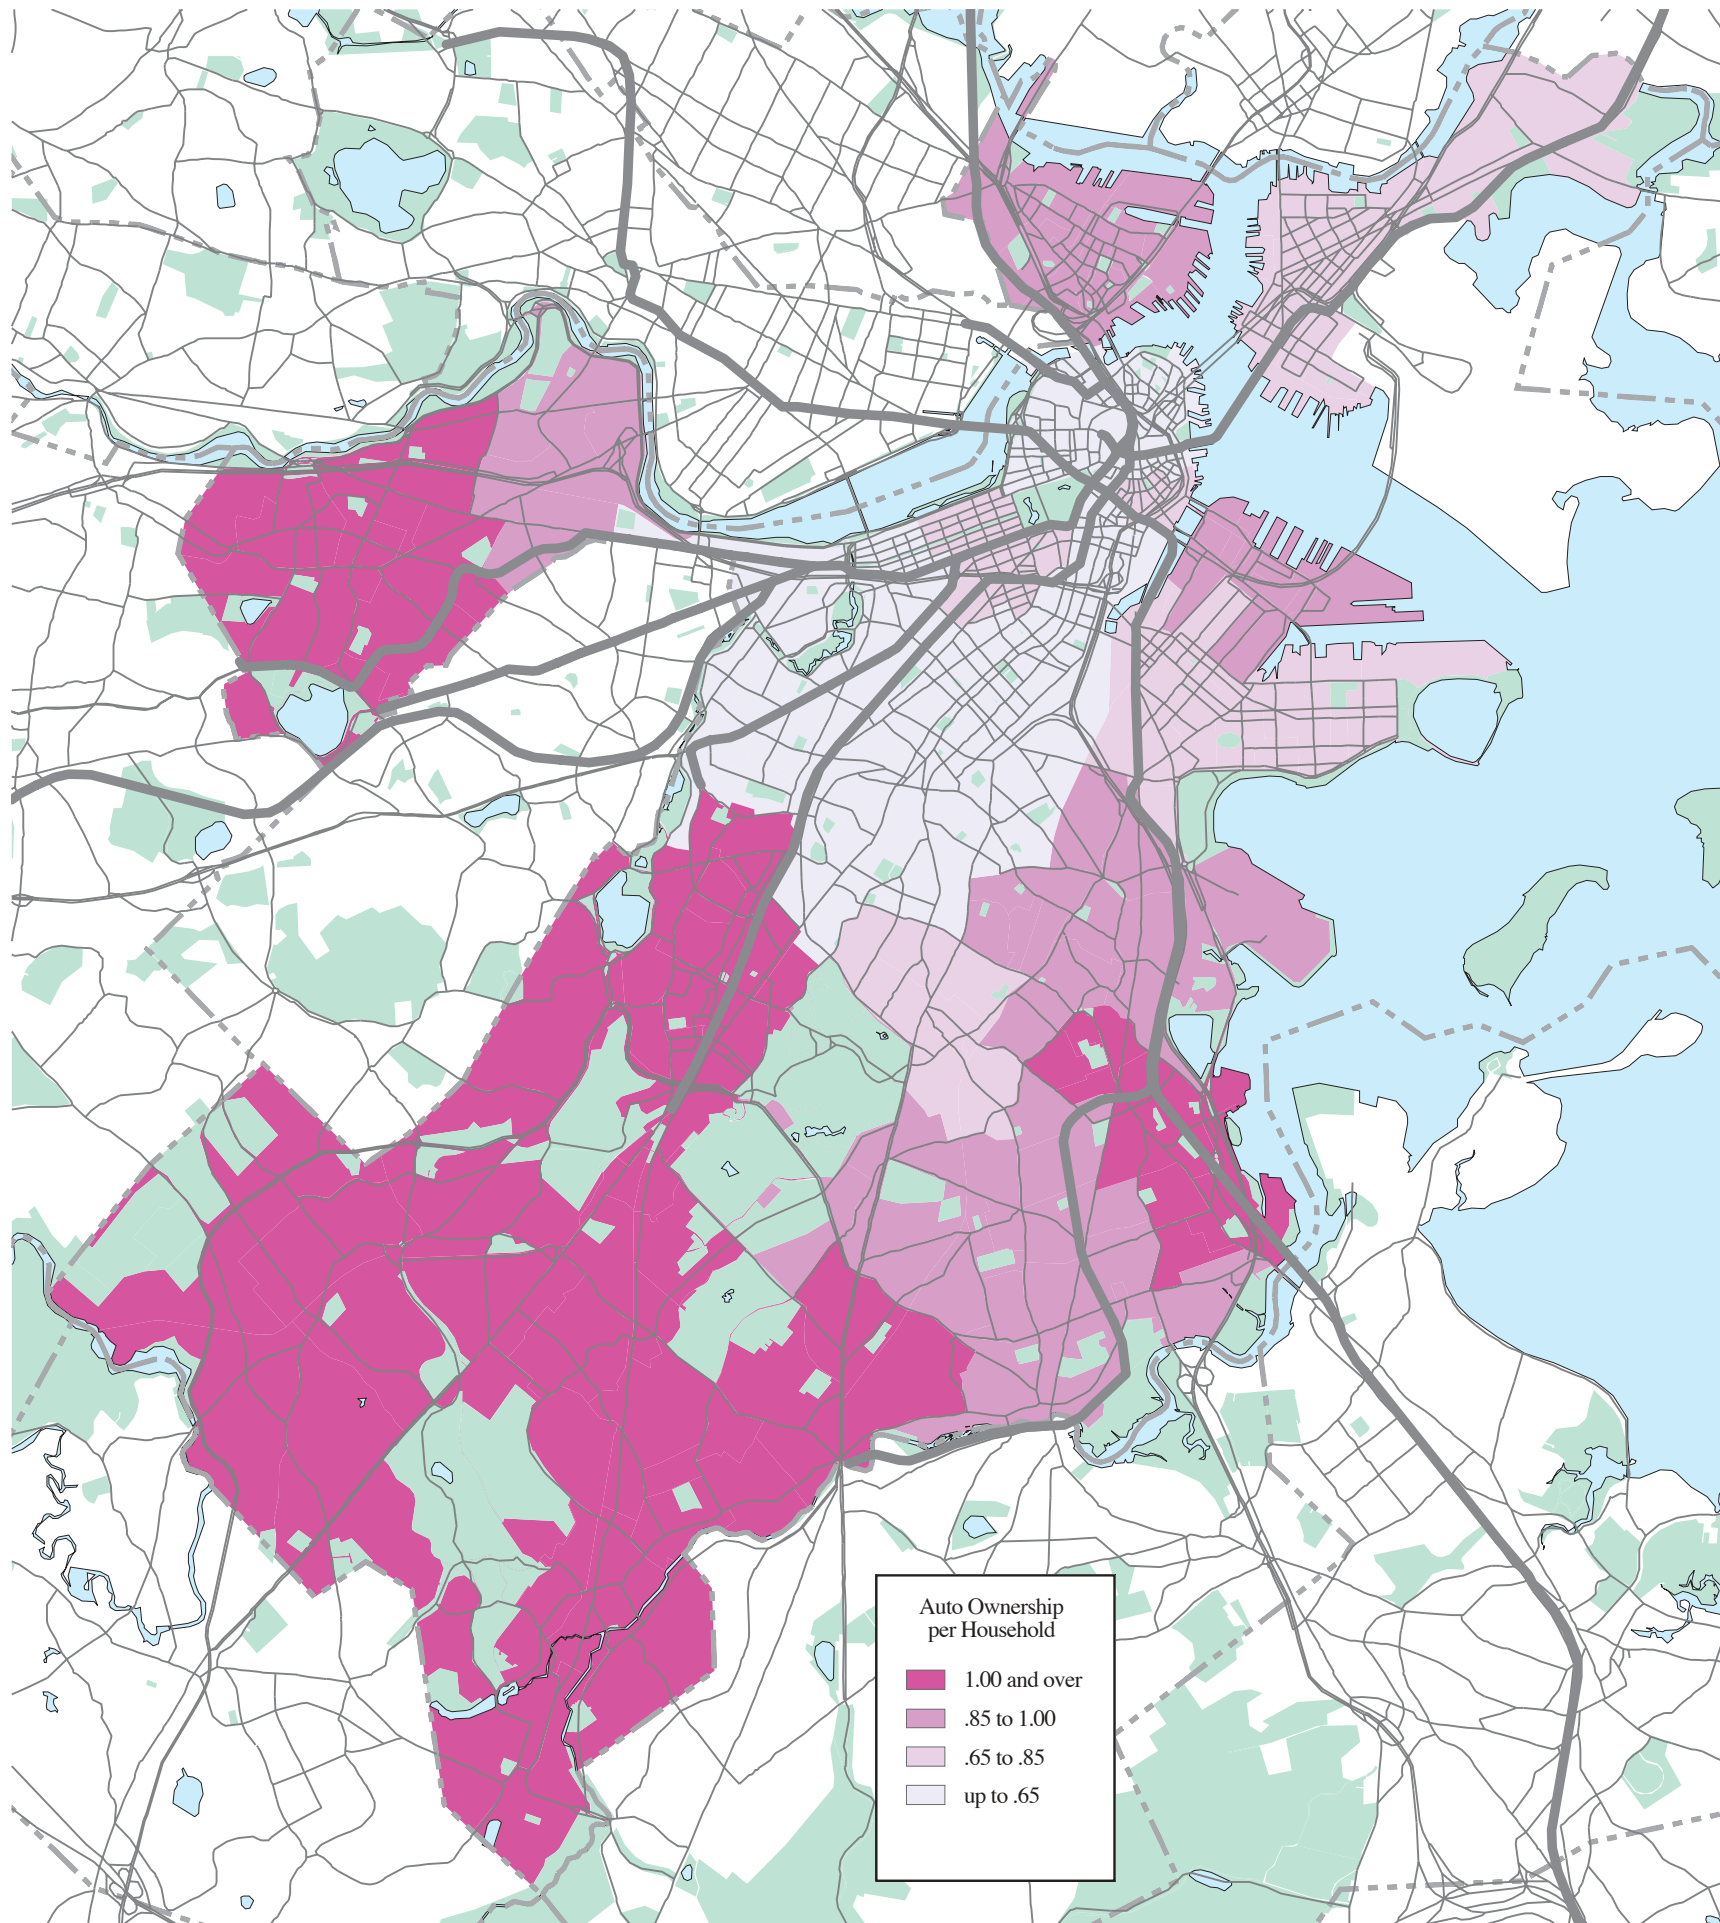 Auto Ownership
per Household
1.00 and over
.85 to 1.00
.65 to .85
up to .65